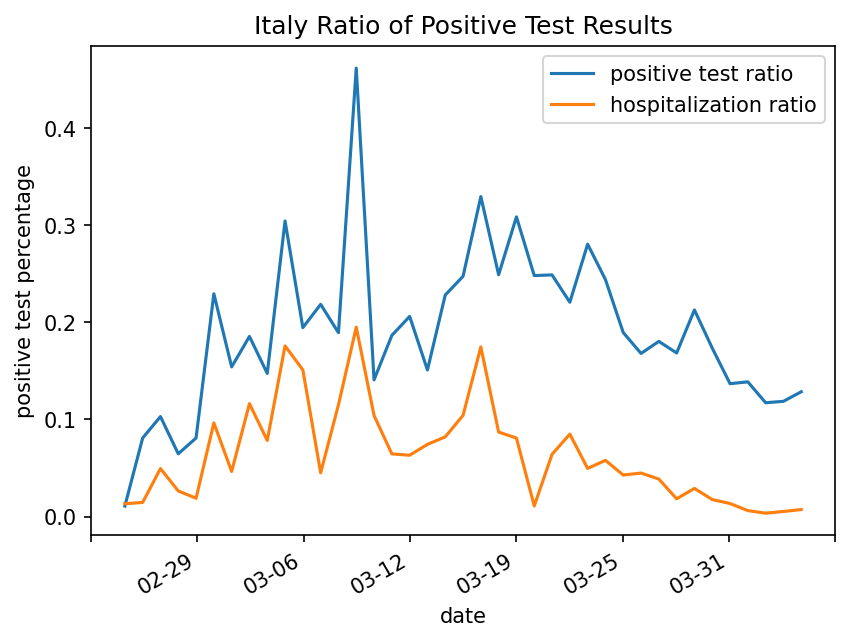 Italy Ratio of Positive Test Results
positive test ratio
hospitalization ratio
positive test percentage
0.4
0.3
0.2
0.1
0.0
02-29
03-06
03-12
03-19
03-25
03-31
date